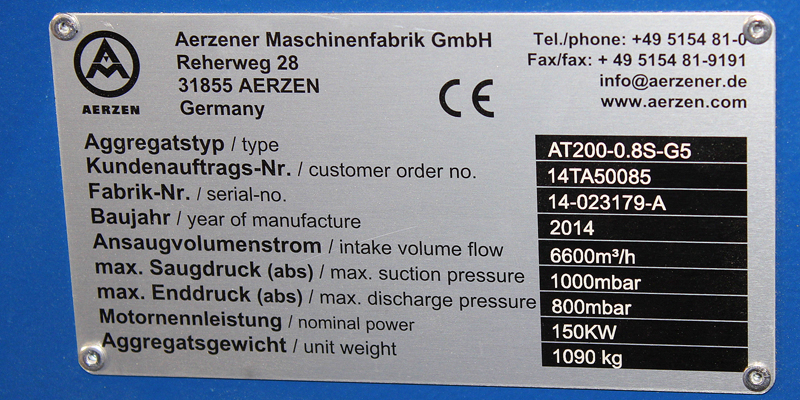 Aerzener Maschinenfabrik GmbH
Reherweg 28
31855 AERZEN
Germany
AERZEN
CE
Tel./phone: +49 5154 81-0
Fax/fax: + 49 5154 81-9191
info@aerzener.de
www.aerzen.com
Aggregatstyp / type AT200-0.8S-G5
Kundenauftrags-Nr. / customer order no. 14TA50085
Fabrik-Nr. / serial-no. 14-023179-A
Baujahr / year of manufacture 2014
Ansaugvolumenstrom / intake volume flow 6600m³/h
max. Saugdruck (abs) / max. suction pressure 1000mbar
max. Enddruck (abs) / max. discharge pressure 800mbar
Motornennleistung / nominal power 150KW
Aggregatsgewicht / unit weight 1090 kg